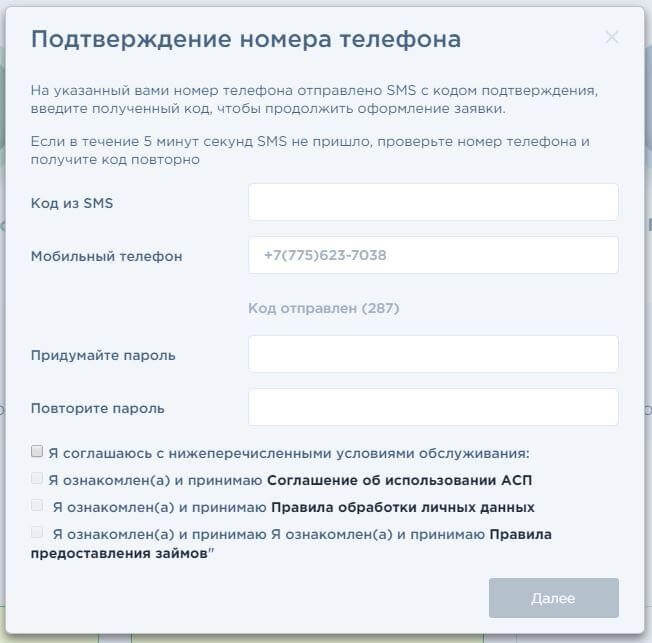 Подтверждение номера телефона
На указанный вами номер телефона отправлено SMS с кодом подтверждения,
введите полученный код, чтобы продолжить оформление заявки.
Если в течение 5 минут секунд SMS не пришло, проверьте номер телефона и
получите код повторно
Код из SMS
Мобильный телефон +7(775)623-7038
Код отправлен (287)
Придумайте пароль
Повторите пароль
Я соглашаюсь с нижеперечисленными условиями обслуживания:
Я ознакомлен(а) и принимаю Соглашение об использовании АСП
Я ознакомлен(а) и принимаю Правила обработки личных данных
Я ознакомлен(а) и принимаю Я ознакомлен(а) и принимаю Правила
предоставления займов"
Далее